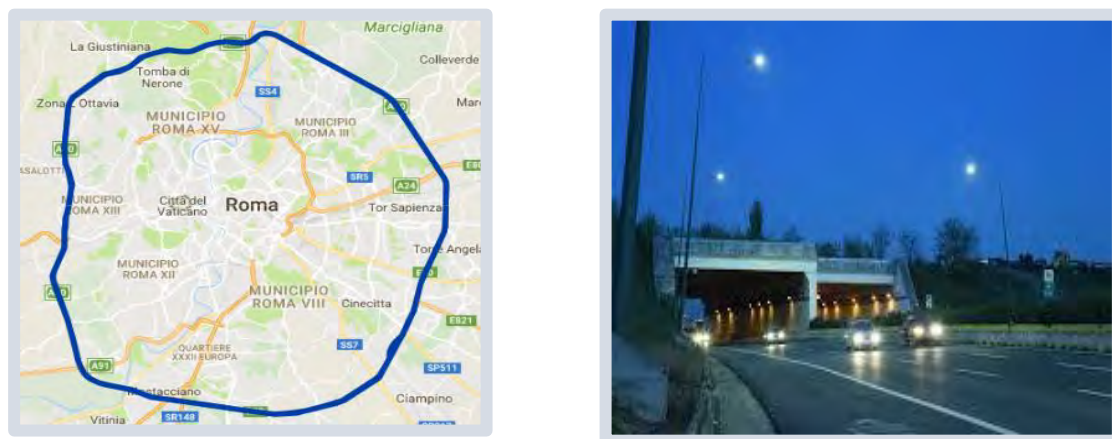 Marcigliana
La Giustiniana
Colleverde
Tomba di
Nerone
Ottavia
SS4
MUNICIPIO
ROMA XV
MUNICIPIO
ROMA III
SR5
A24
MUNICIPIO
ROMA XIII
Città del
Vaticano
Roma
Tor Sapienza
MUNICIPIO
ROMA XII
MUNICIPIO
ROMA VIII
Cinecitta
E821
QUARTIERE
XXXII EUROPA
SS7
A91
SP511
Ciampino
Vitinia
SR148